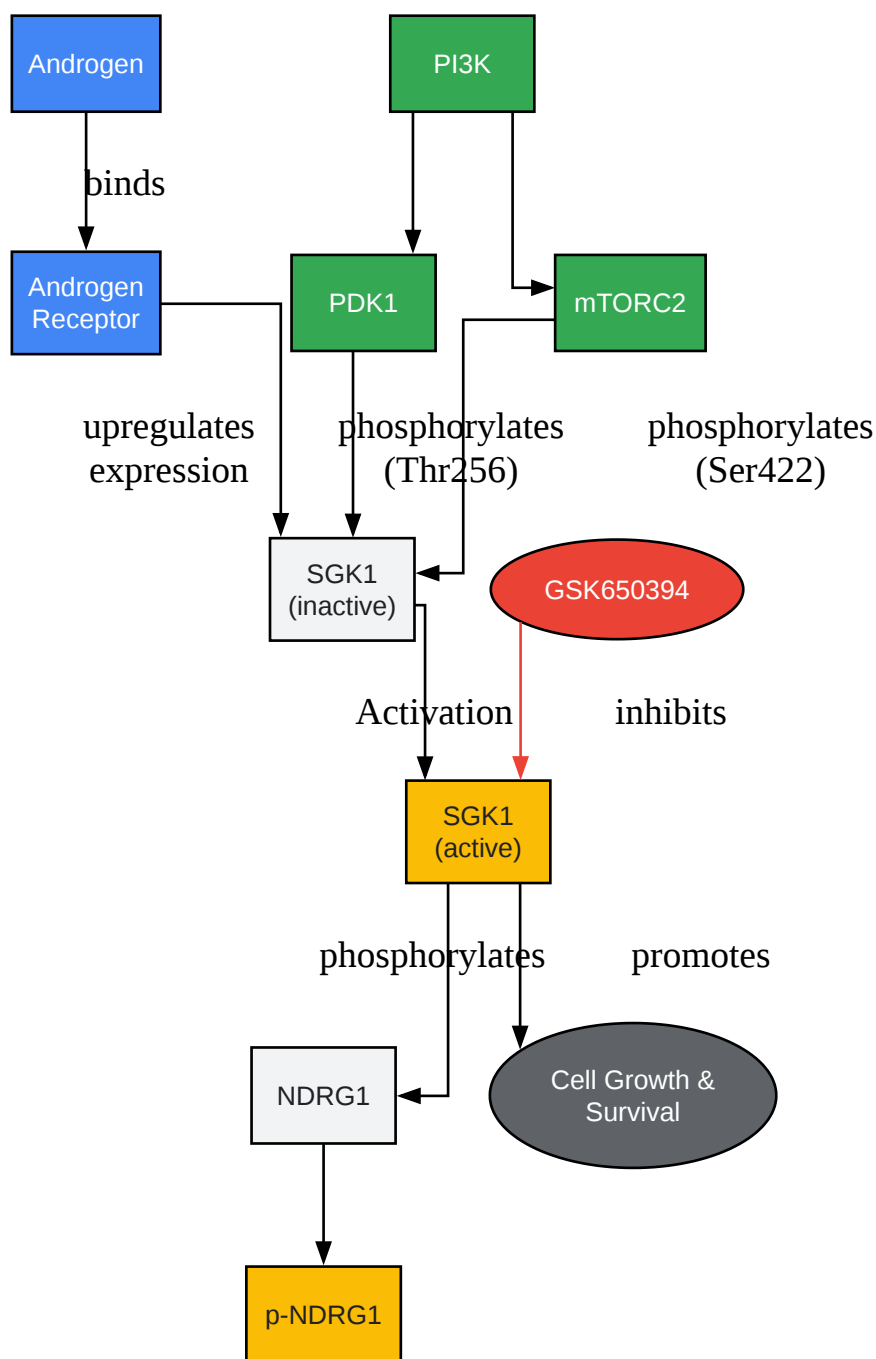 Androgen
PI3K
binds
Androgen
Receptor
PDK1
mTORC2
upregulates
expression
phosphorylates
(Thr256)
phosphorylates
(Ser422)
SGK1
(inactive)
GSK650394
Activation
inhibits
SGK1
(active)
phosphorylates
promotes
NDRG1
Cell Growth &
Survival
p-NDRG1